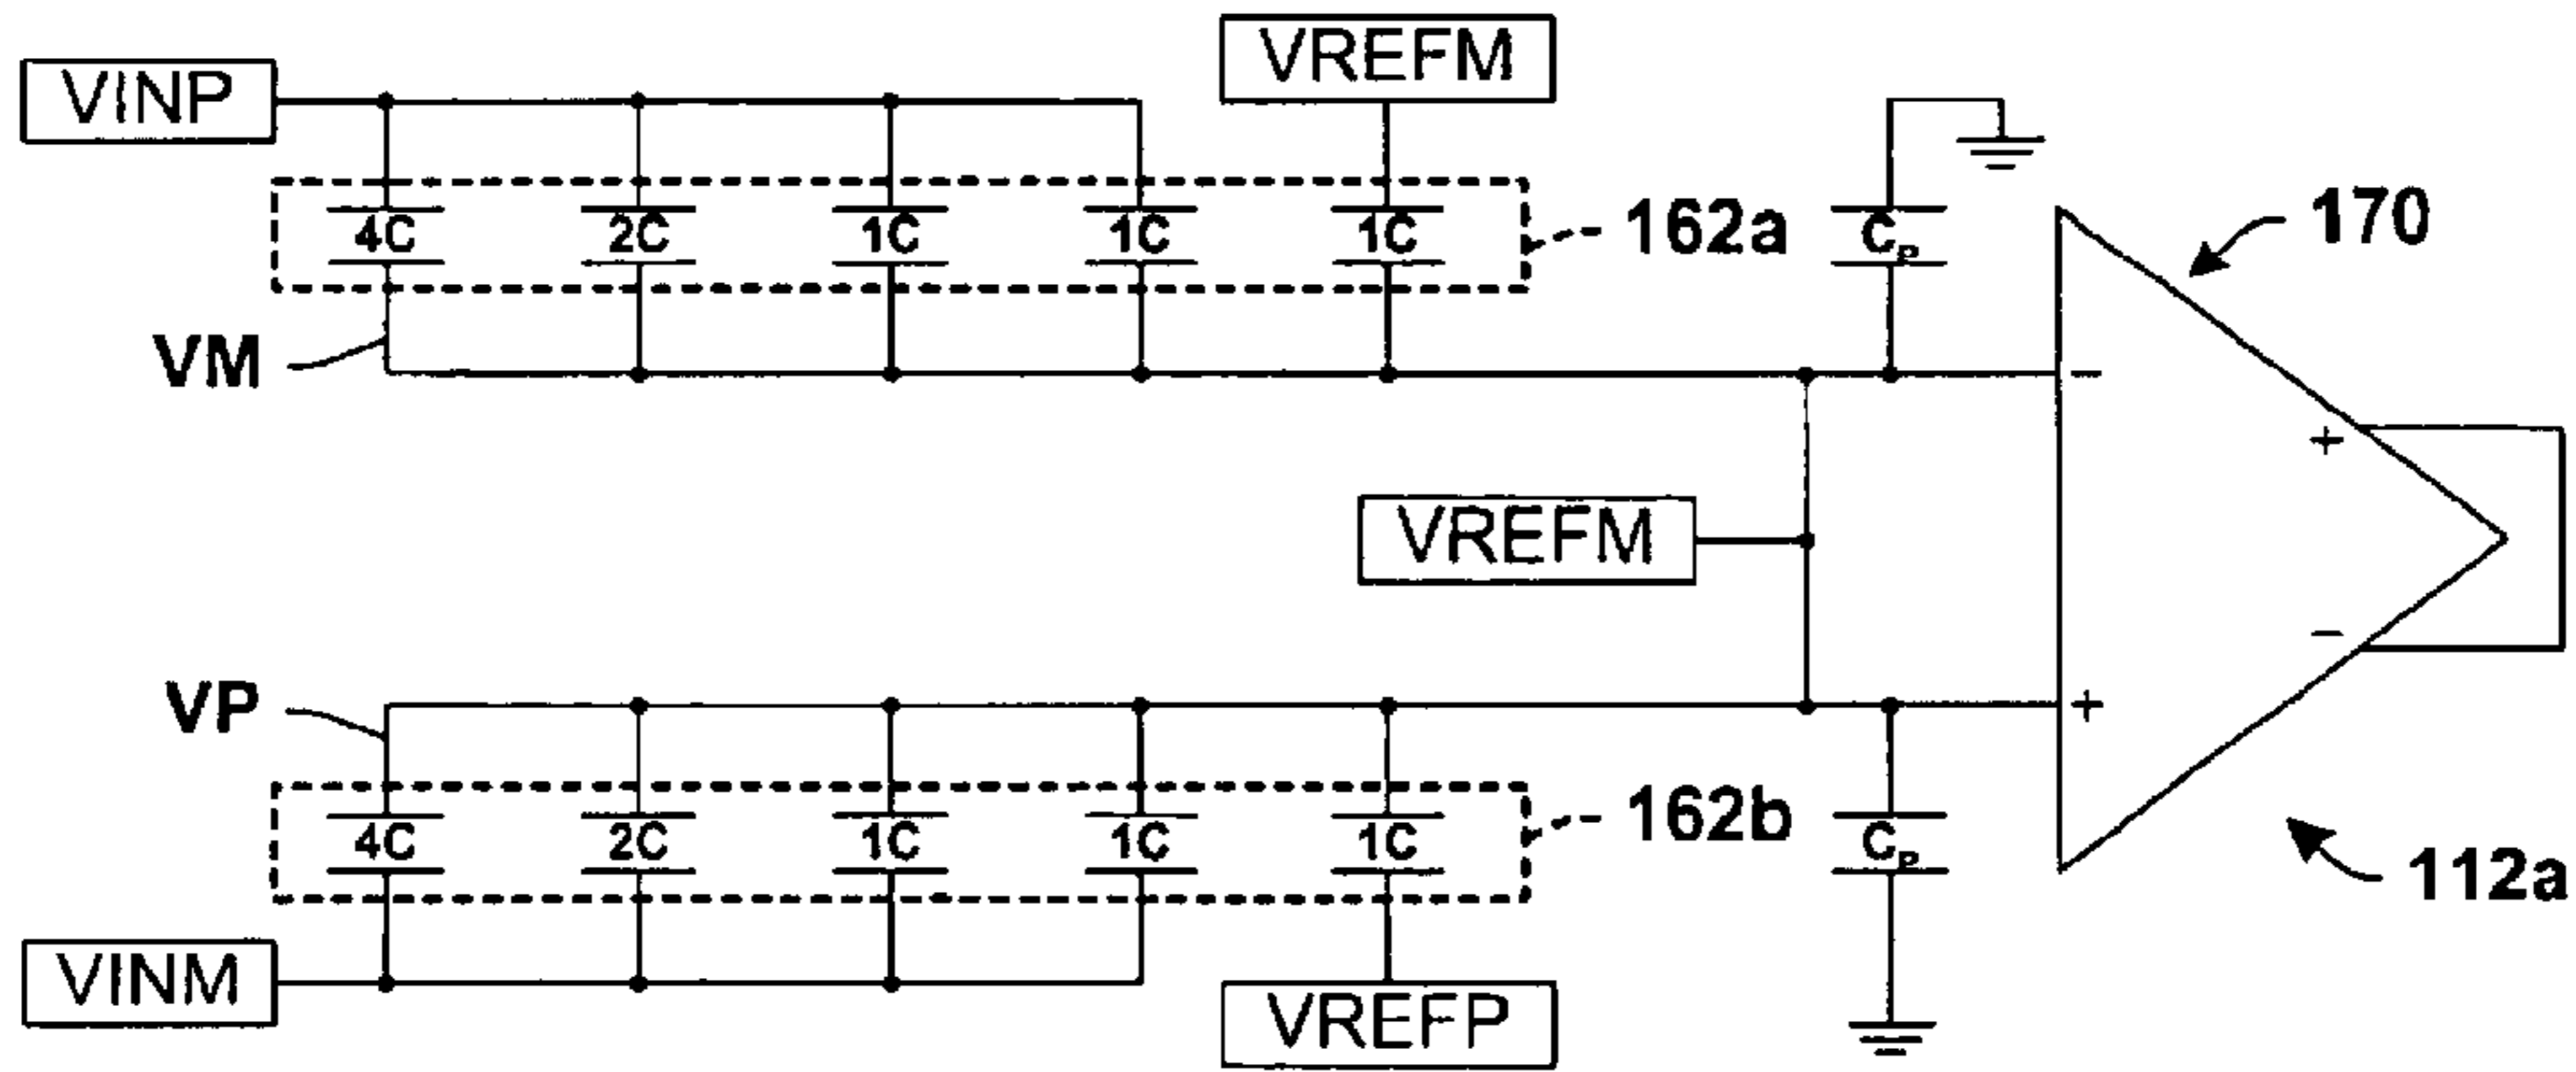 VREFM
VINP
4C 2C 1C 1C 1C 162a CP 170
VM −
+
VREFM
−
VP +
4C 2C 1C 1C 1C 162b CP 112a
VINM VREFP